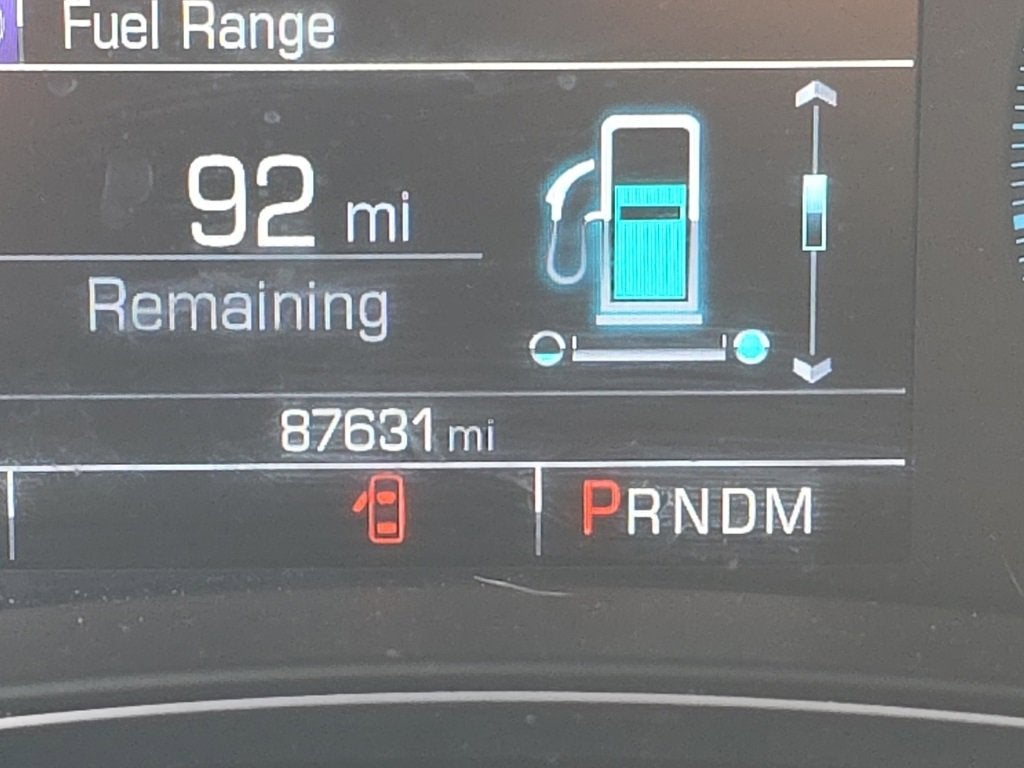 Fuel Range
92 mi
Remaining
87631 mi
PRNDM